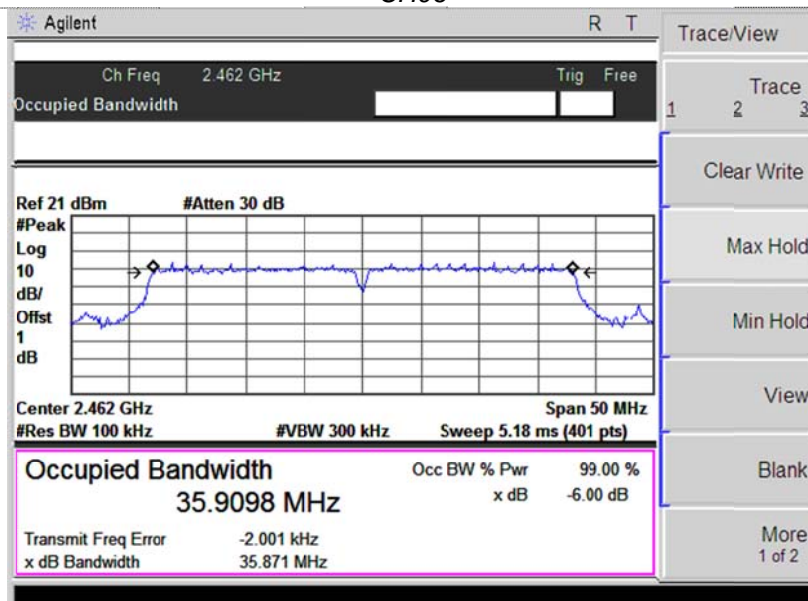 Agilent R T
Trace/View
Ch Freq 2.462 GHz Trig Free
Occupied Bandwidth
Trace
1 2 3
Clear Write
Ref 21 dBm #Atten 30 dB
#Peak
Log
10
dB/
Offst
1
dB
Max Hold
Min Hold
View
Center 2.462 GHz Span 50 MHz
#Res BW 100 kHz #VBW 300 kHz Sweep 5.18 ms (401 pts)
Occupied Bandwidth Occ BW % Pwr 99.00 %
35.9098 MHz x dB -6.00 dB
Transmit Freq Error -2.001 kHz
x dB Bandwidth 35.871 MHz
Blank
More
1 of 2